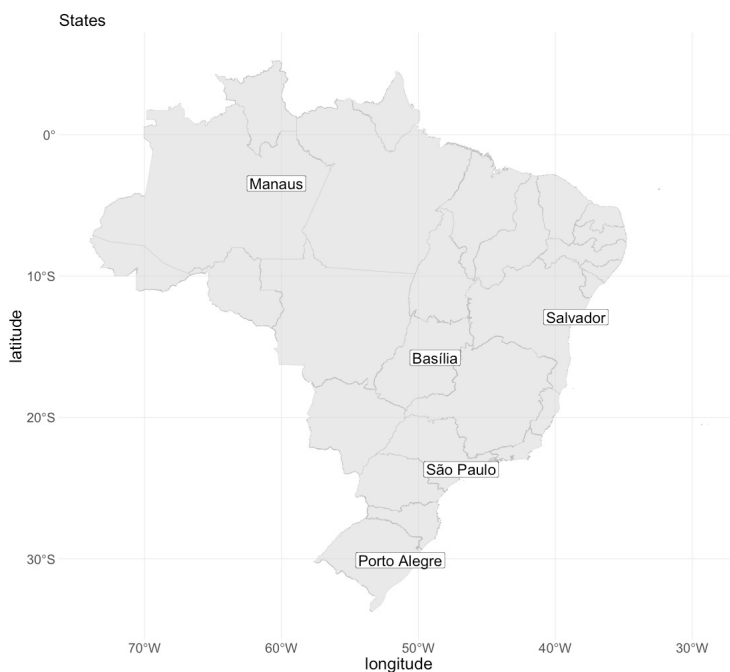 States
0°
Manaus
10°S
Salvador
latitude
Basília
20°S
São Paulo
30°S
Porto Alegre
70°W 60°W 50°W 40°W 30°W
longitude